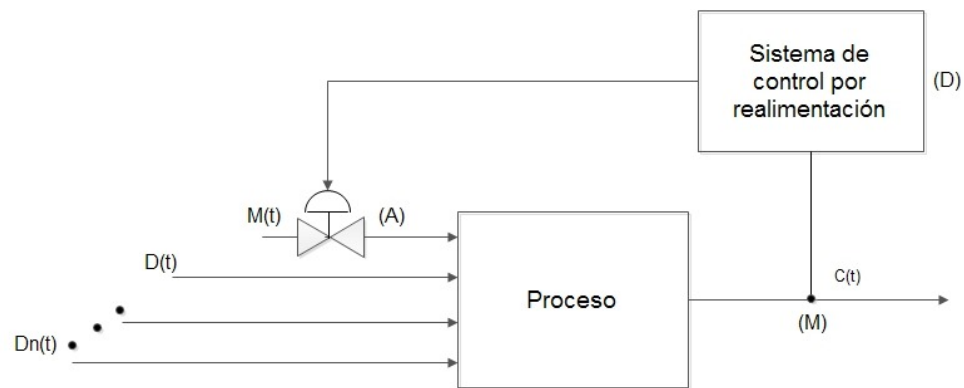 Sistema de
control por
realimentación
(D)
M(t)
(A)
D(t)
Proceso
C(t)
(M)
Dn(t)